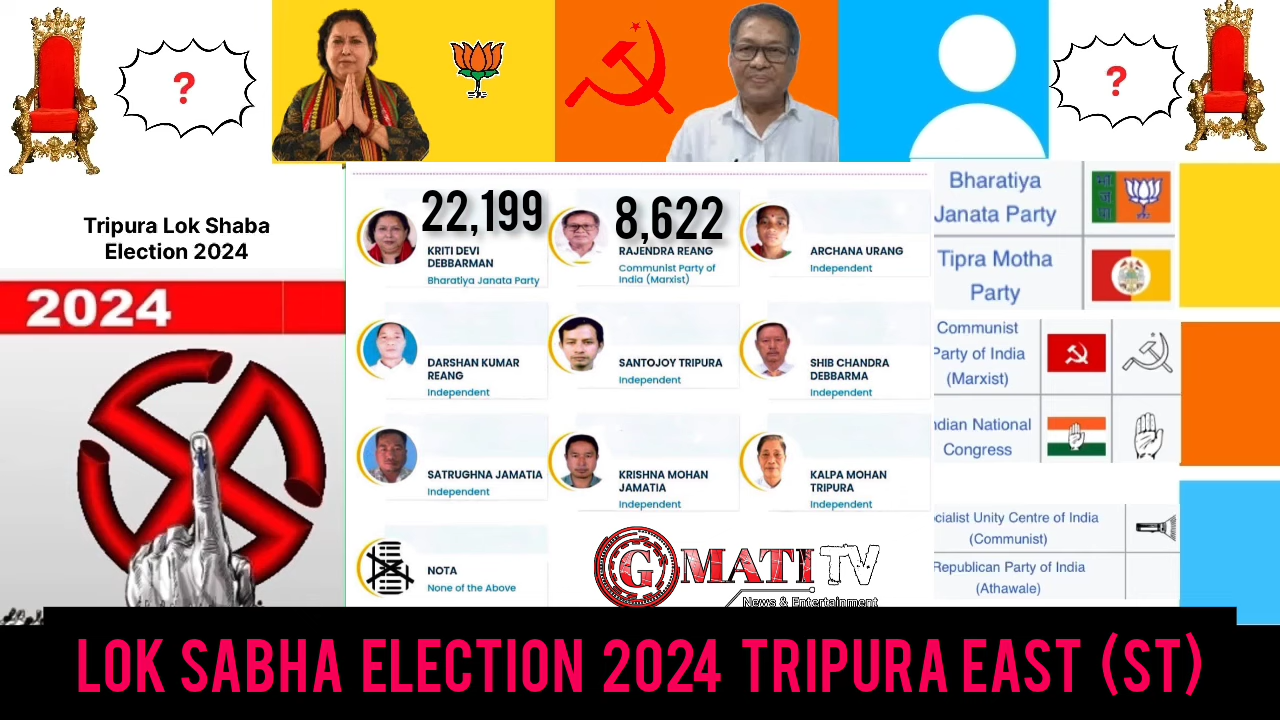 ?
?
Tripura Lok Shaba
Election 2024
2024
22,199
KRITI DEVI
DEBBARMAN
Bharatiya Janata Party
8,622
RAJENDRA REANG
Communist Party of
India (Marxist)
ARCHANA URANG
Independent
DARSHAN KUMAR
REANG
Independent
SANTOJOY TRIPURA
Independent
SHIB CHANDRA
DEBBARMA
Independent
SATRUGHNA JAMATIA
Independent
KRISHNA MOHAN
JAMATIA
Independent
KALPA MOHAN
TRIPURA
Independent
NOTA
None of the Above
Bharatiya
Janata Party
भाजपा
Tipra Motha
Party
Communist
Party of India
(Marxist)
ndian National
Congress
cialist Unity Centre of India
(Communist)
Republican Party of India
(Athawale)
GMATI TV
News & Entertainment
LOK SABHA ELECTION 2024 TRIPURA EAST (ST)